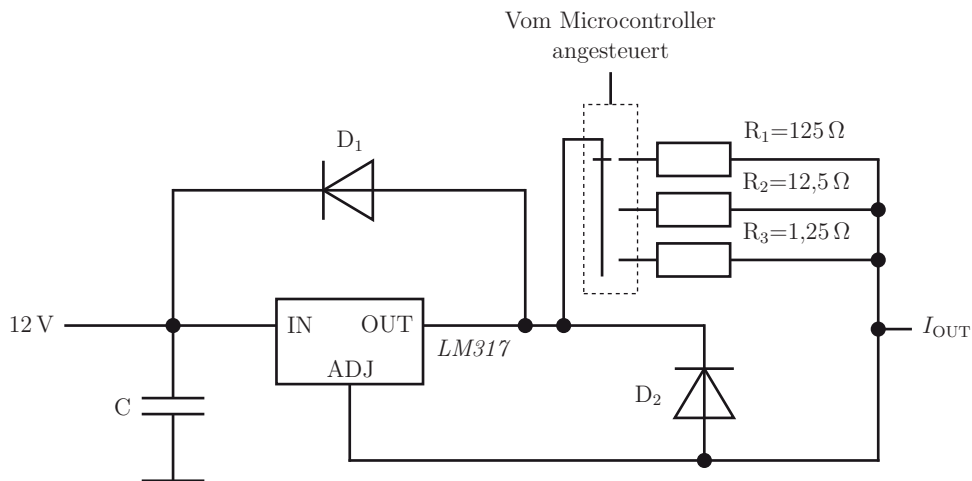 Vom Microcontroller
angesteuert
R₁=125 Ω
D₁
R₂=12,5 Ω
R₃=1,25 Ω
12 V
IN
OUT
LM317
ADJ
I_OUT
D₂
C